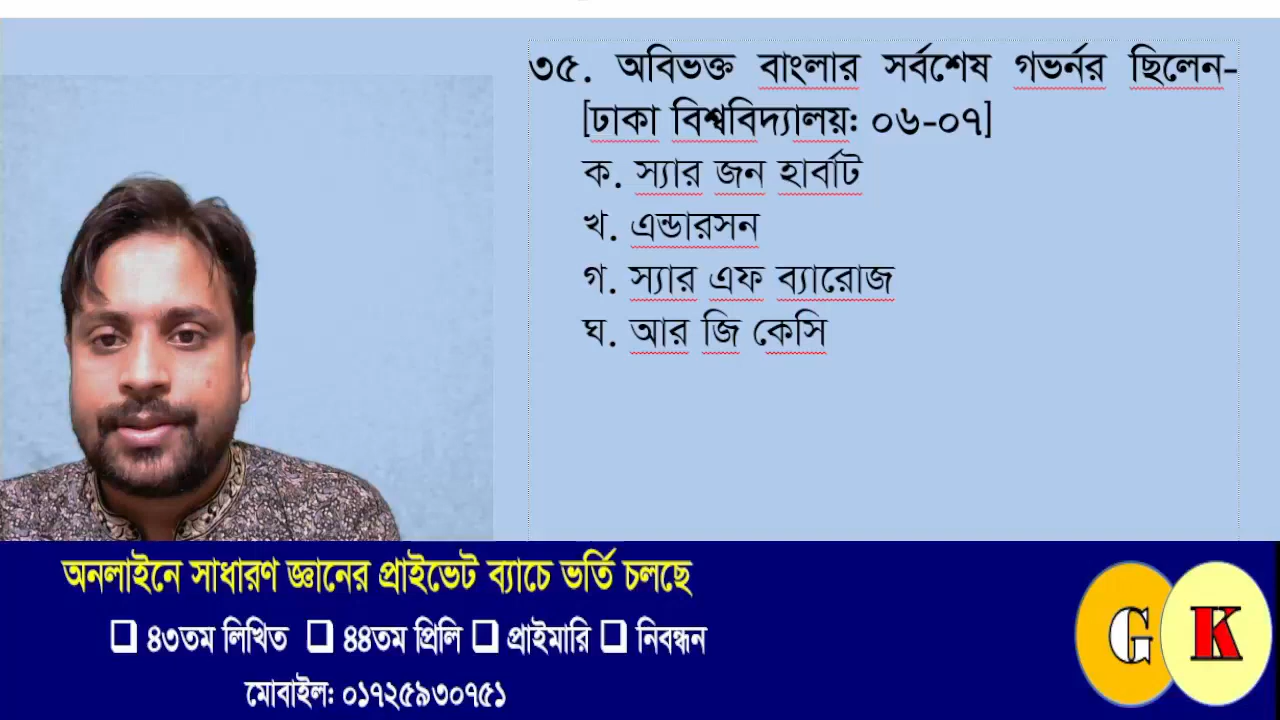 ৩৫. অবিভক্ত বাংলার সর্বশেষ গভর্নর ছিলেন-
[ঢাকা বিশ্ববিদ্যালয়: ০৬-০৭]
ক. স্যার জন হার্বাট
খ. এন্ডারসন
গ. স্যার এফ ব্যারোজ
ঘ. আর জি কেসি
অনলাইনে সাধারণ জ্ঞানের প্রাইভেট ব্যাচে ভর্তি চলছে
❑ ৪৩তম লিখিত ❑ ৪৪তম প্রিলি ❑ প্রাইমারি ❑ নিবন্ধন
মোবাইল: ০১৭২৫৯৩০৭৫১
G K